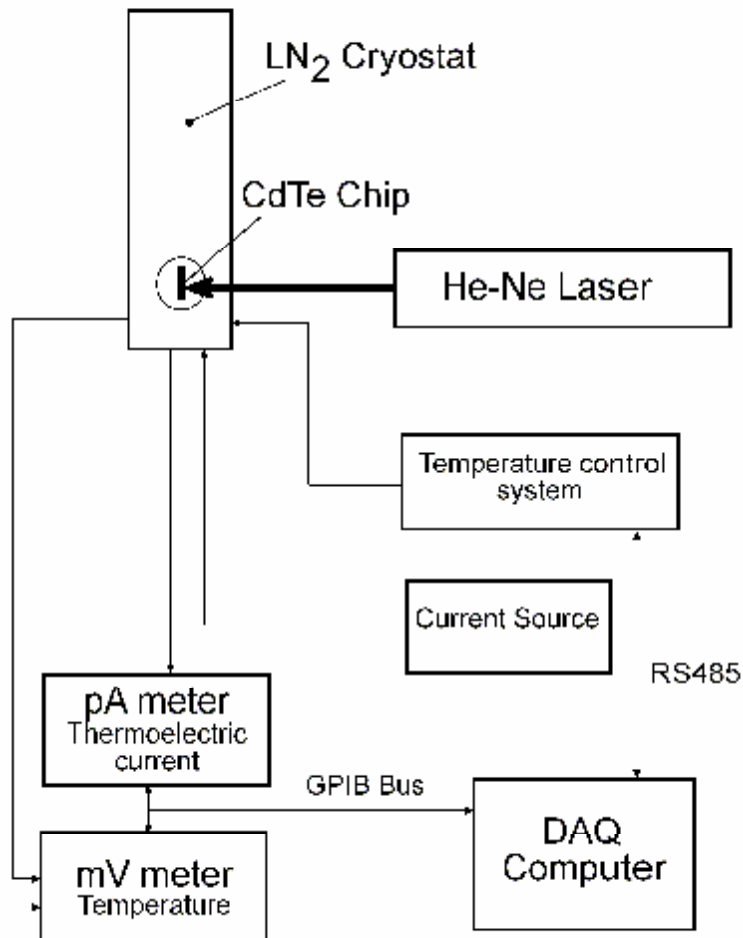 LN2 Cryostat
CdTe Chip
He-Ne Laser
Temperature control
system
Current Source
RS485
pA meter
Thermoelectric
current
GPIB Bus
DAQ
Computer
mV meter
Temperature